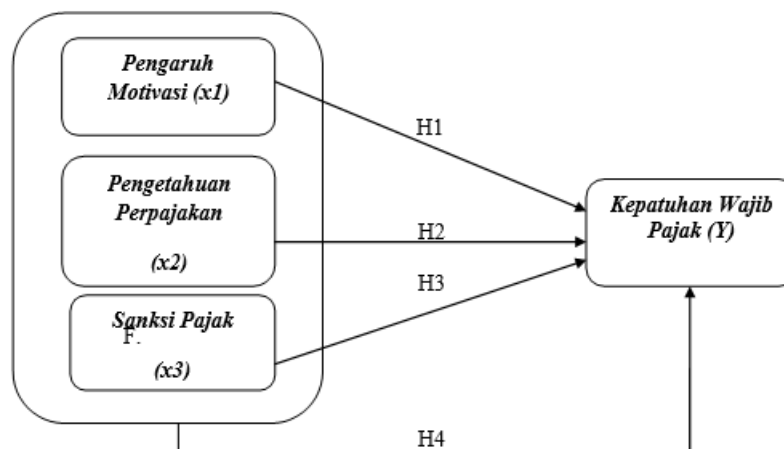 Pengaruh
Motivasi (x1)
H1
Pengetahuan
Perpajakan
(x2)
H2
Kepatuhan Wajib
Pajak (Y)
H3
Sanksi Pajak
F.
(x3)
H4